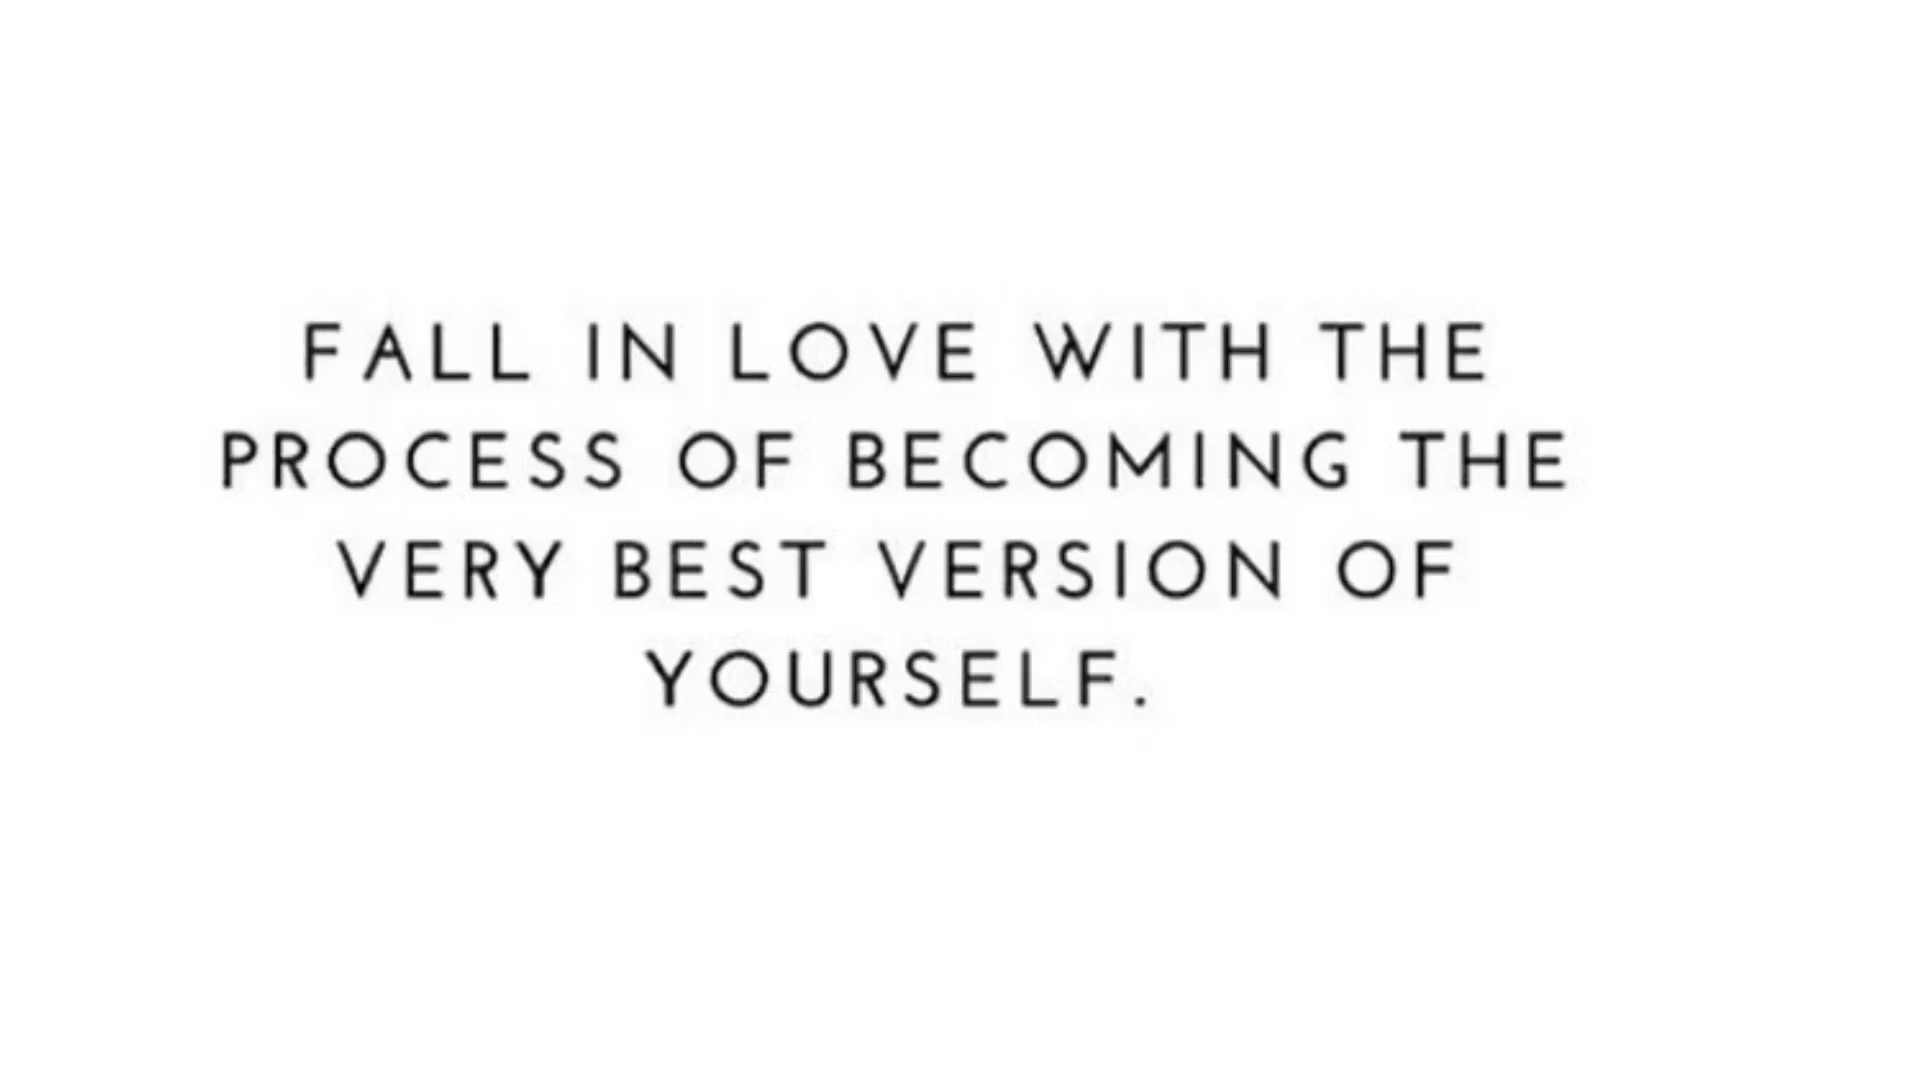 FALL IN LOVE WITH THE
PROCESS OF BECOMING THE
VERY BEST VERSION OF
YOURSELF.